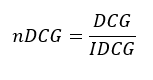 nDCG = DCG / IDCG